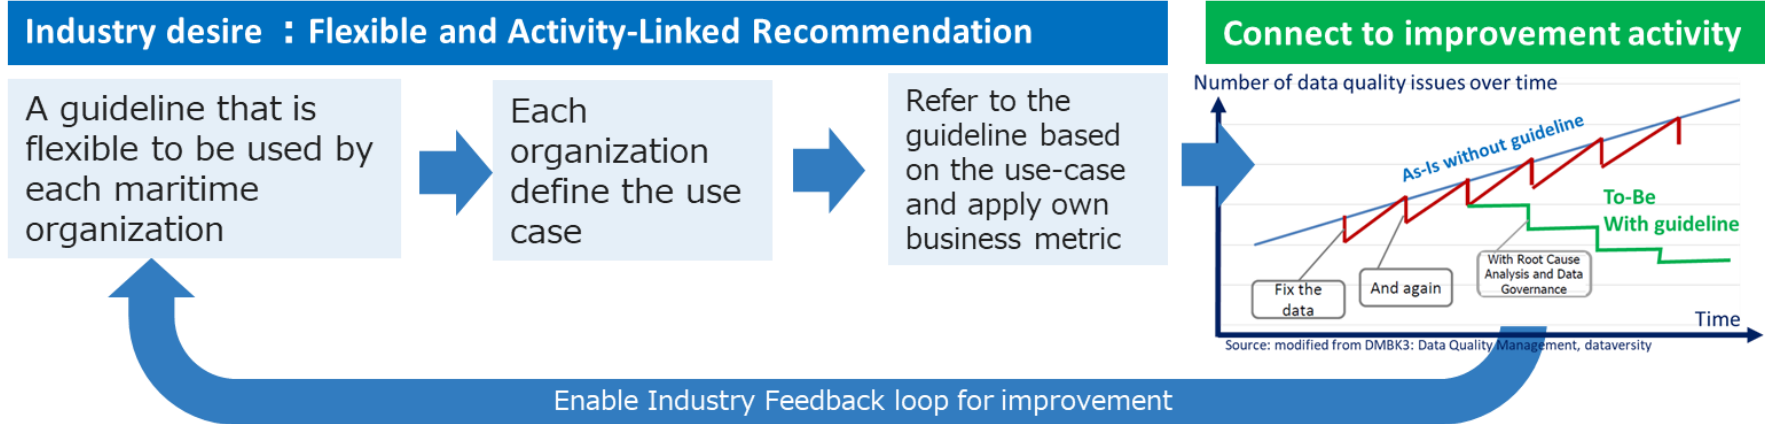 Industry desire ：Flexible and Activity-Linked Recommendation
Connect to improvement activity
A guideline that is
flexible to be used by
each maritime
organization
Each
organization
define the use
case
Refer to the
guideline based
on the use-case
and apply own
business metric
Number of data quality issues over time
As-Is without guideline
To-Be
With guideline
Fix the
data
And again
With Root Cause
Analysis and Data
Governance
Time
Source: modified from DMBK3: Data Quality Management, dataversity
Enable Industry Feedback loop for improvement